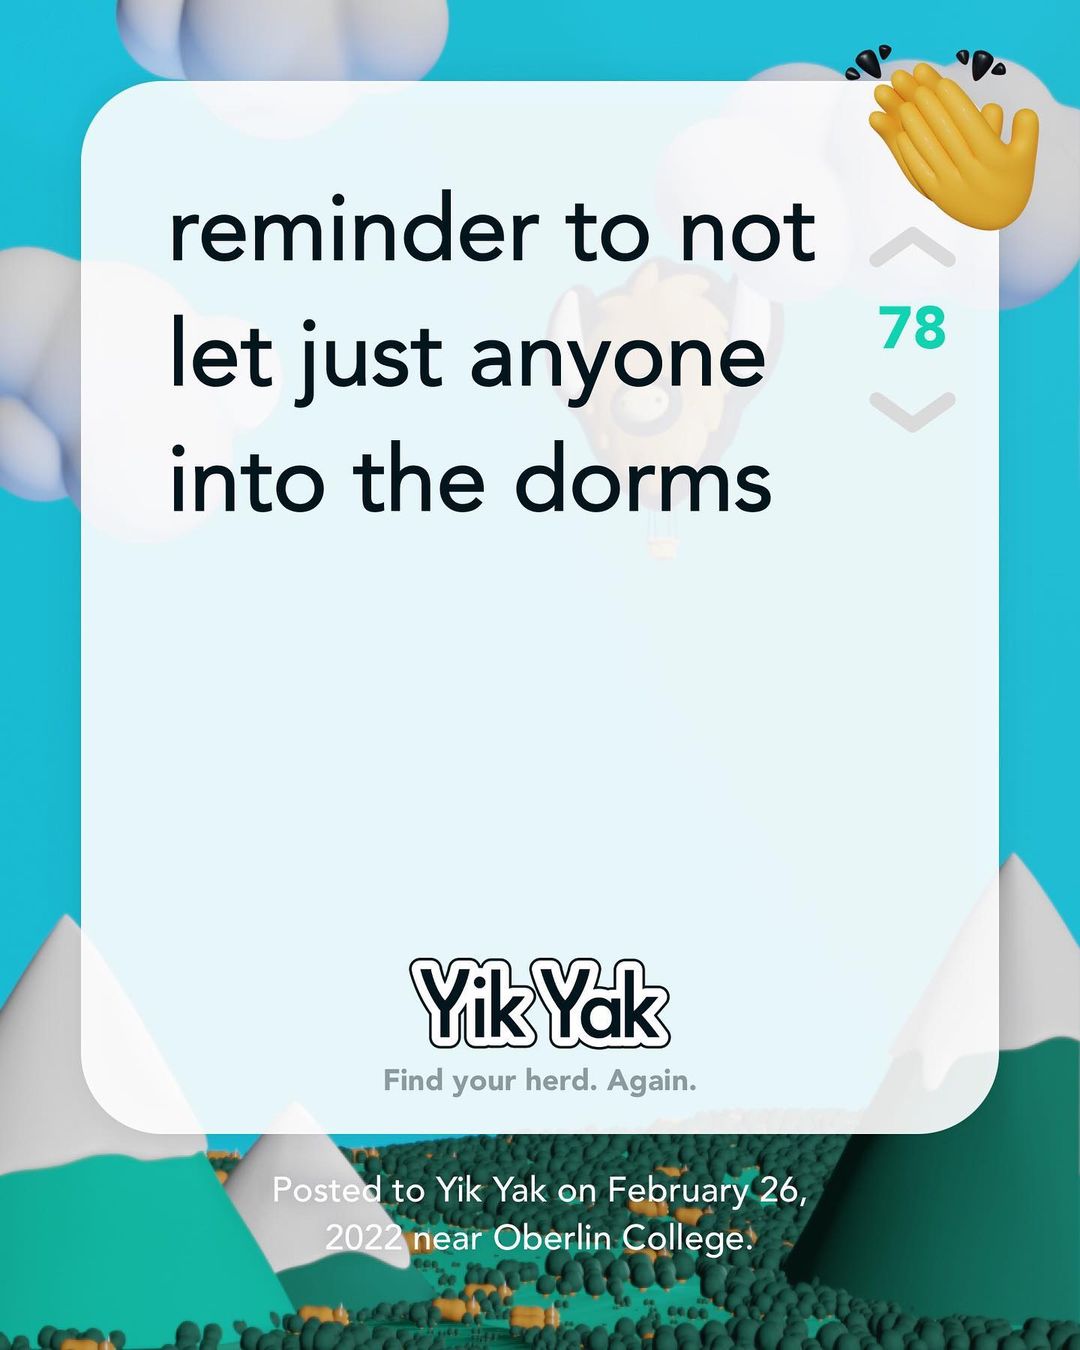 reminder to not
let just anyone
into the dorms
78
Yik Yak
Find your herd. Again.
Posted to Yik Yak on February 26,
2022 near Oberlin College.